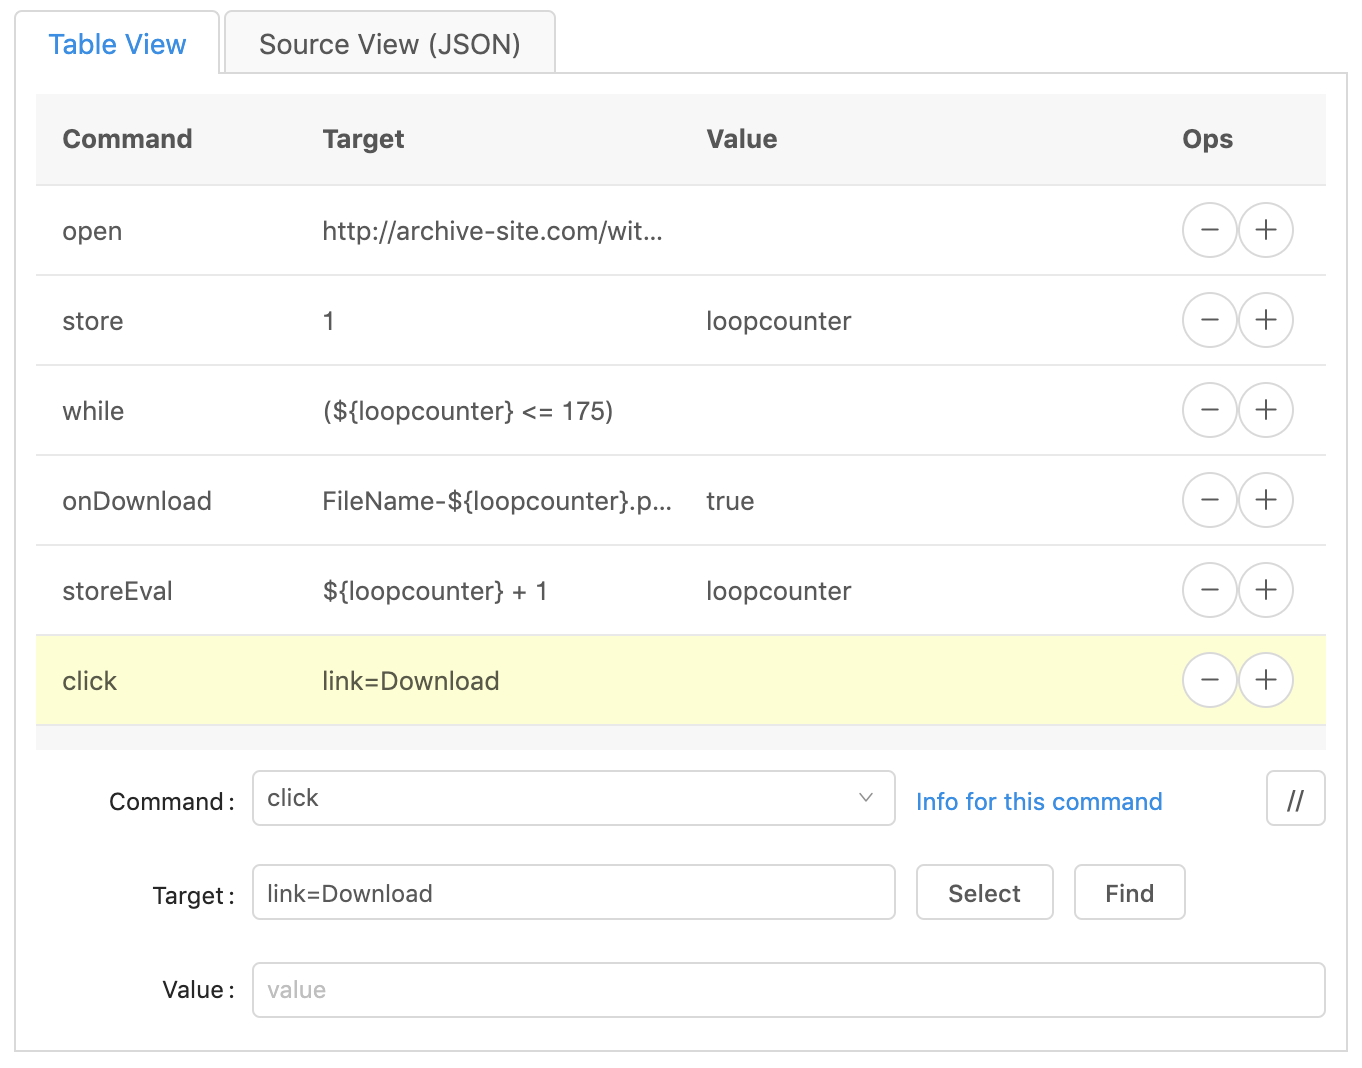 Table View Source View (JSON)
Command Target Value Ops
open http://archive-site.com/wit...
store 1 loopcounter
while (${loopcounter} <= 175)
onDownload FileName-${loopcounter}.p... true
storeEval ${loopcounter} + 1 loopcounter
click link=Download
Command: click Info for this command //
Target: link=Download Select Find
Value: value